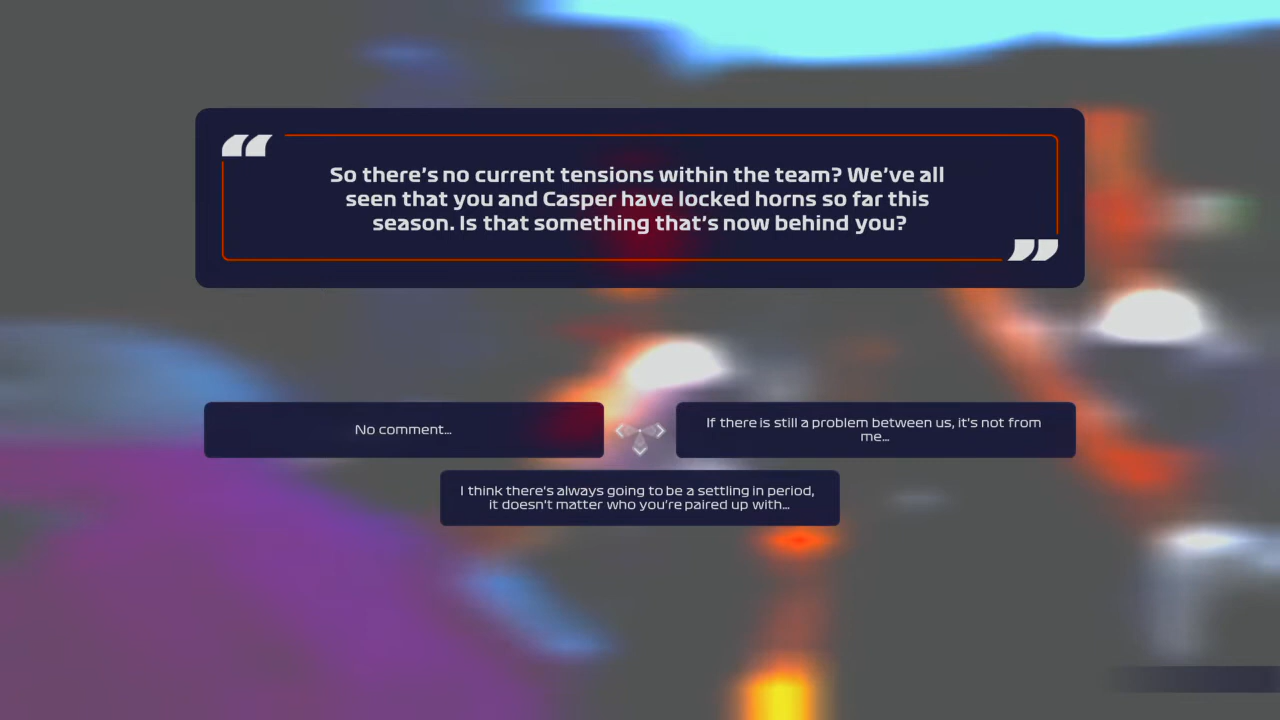 So there's no current tensions within the team? We've all
seen that you and Casper have locked horns so far this
season. Is that something that's now behind you?
No comment...
If there is still a problem between us, it's not from
me...
I think there's always going to be a settling in period,
it doesn't matter who you're paired up with...